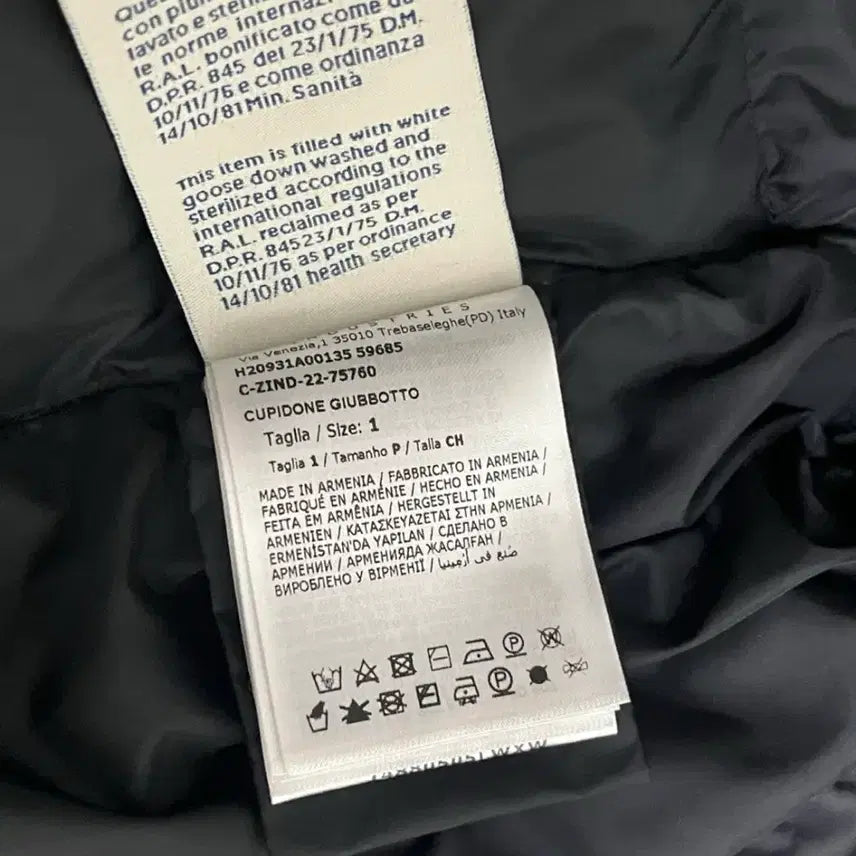 con
lavato e
le norme
R.A.L. bonificato come
D.P.R. 845 del 23/1/75 D.M.
10/11/76 e come ordinanza
14/10/81 Min. Sanità
This item is filled with white
goose down washed and
sterilized according to the
international regulations
R.A.L. reclaimed as per
D.P.R. 84523/1/75 D.M.
10/11/76 as per ordinance
14/10/81 health secretary
Via Venezia,1 35010 Trebaseleghe(PD) Italy
H20931A00135 59685
C-ZIND-22-75760
CUPIDONE GIUBBOTTO
Taglia / Size: 1
Taglia 1 / Tamanho P / Talla CH
MADE IN ARMENIA / FABBRICATO IN ARMENIA /
FABRIQUÉ EN ARMÉNIE / HECHO EN ARMENIA /
FEITA EM ARMÊNIA / HERGESTELLT IN
ARMENIEN / ΚΑΤΑΣΚΕΥΑΖΕΤΑΙ ΣΤΗΝ ΑΡΜΕΝΙΑ /
ERMENİSTAN'DA YAPILAN / СДЕЛАНО В
АРМЕНИИ / АРМЕНИЯДА ЖАСАЛҒАН /
ВИРОБЛЕНО У ВІРМЕНІЇ / صنع في أرمينيا
P
W
P